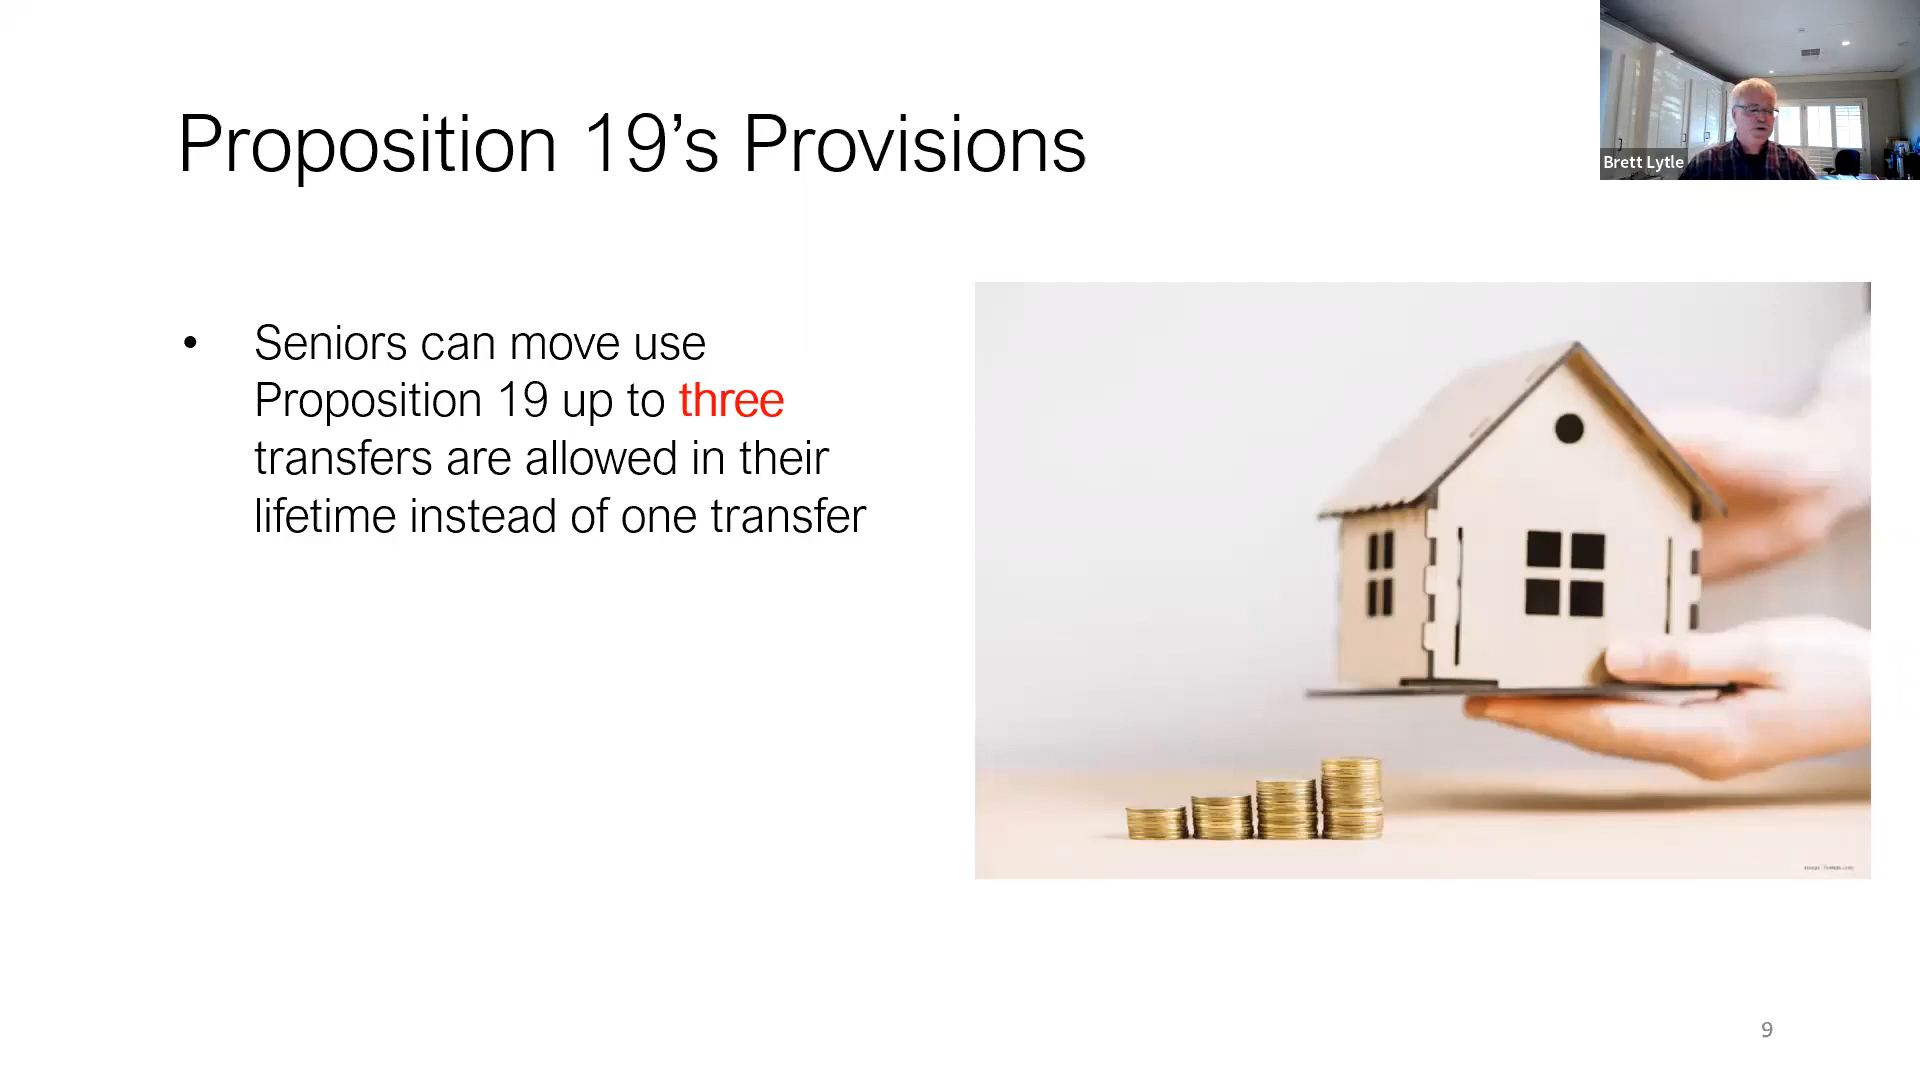 Proposition 19’s Provisions
Brett Lytle
• Seniors can move use
Proposition 19 up to three
transfers are allowed in their
lifetime instead of one transfer
9